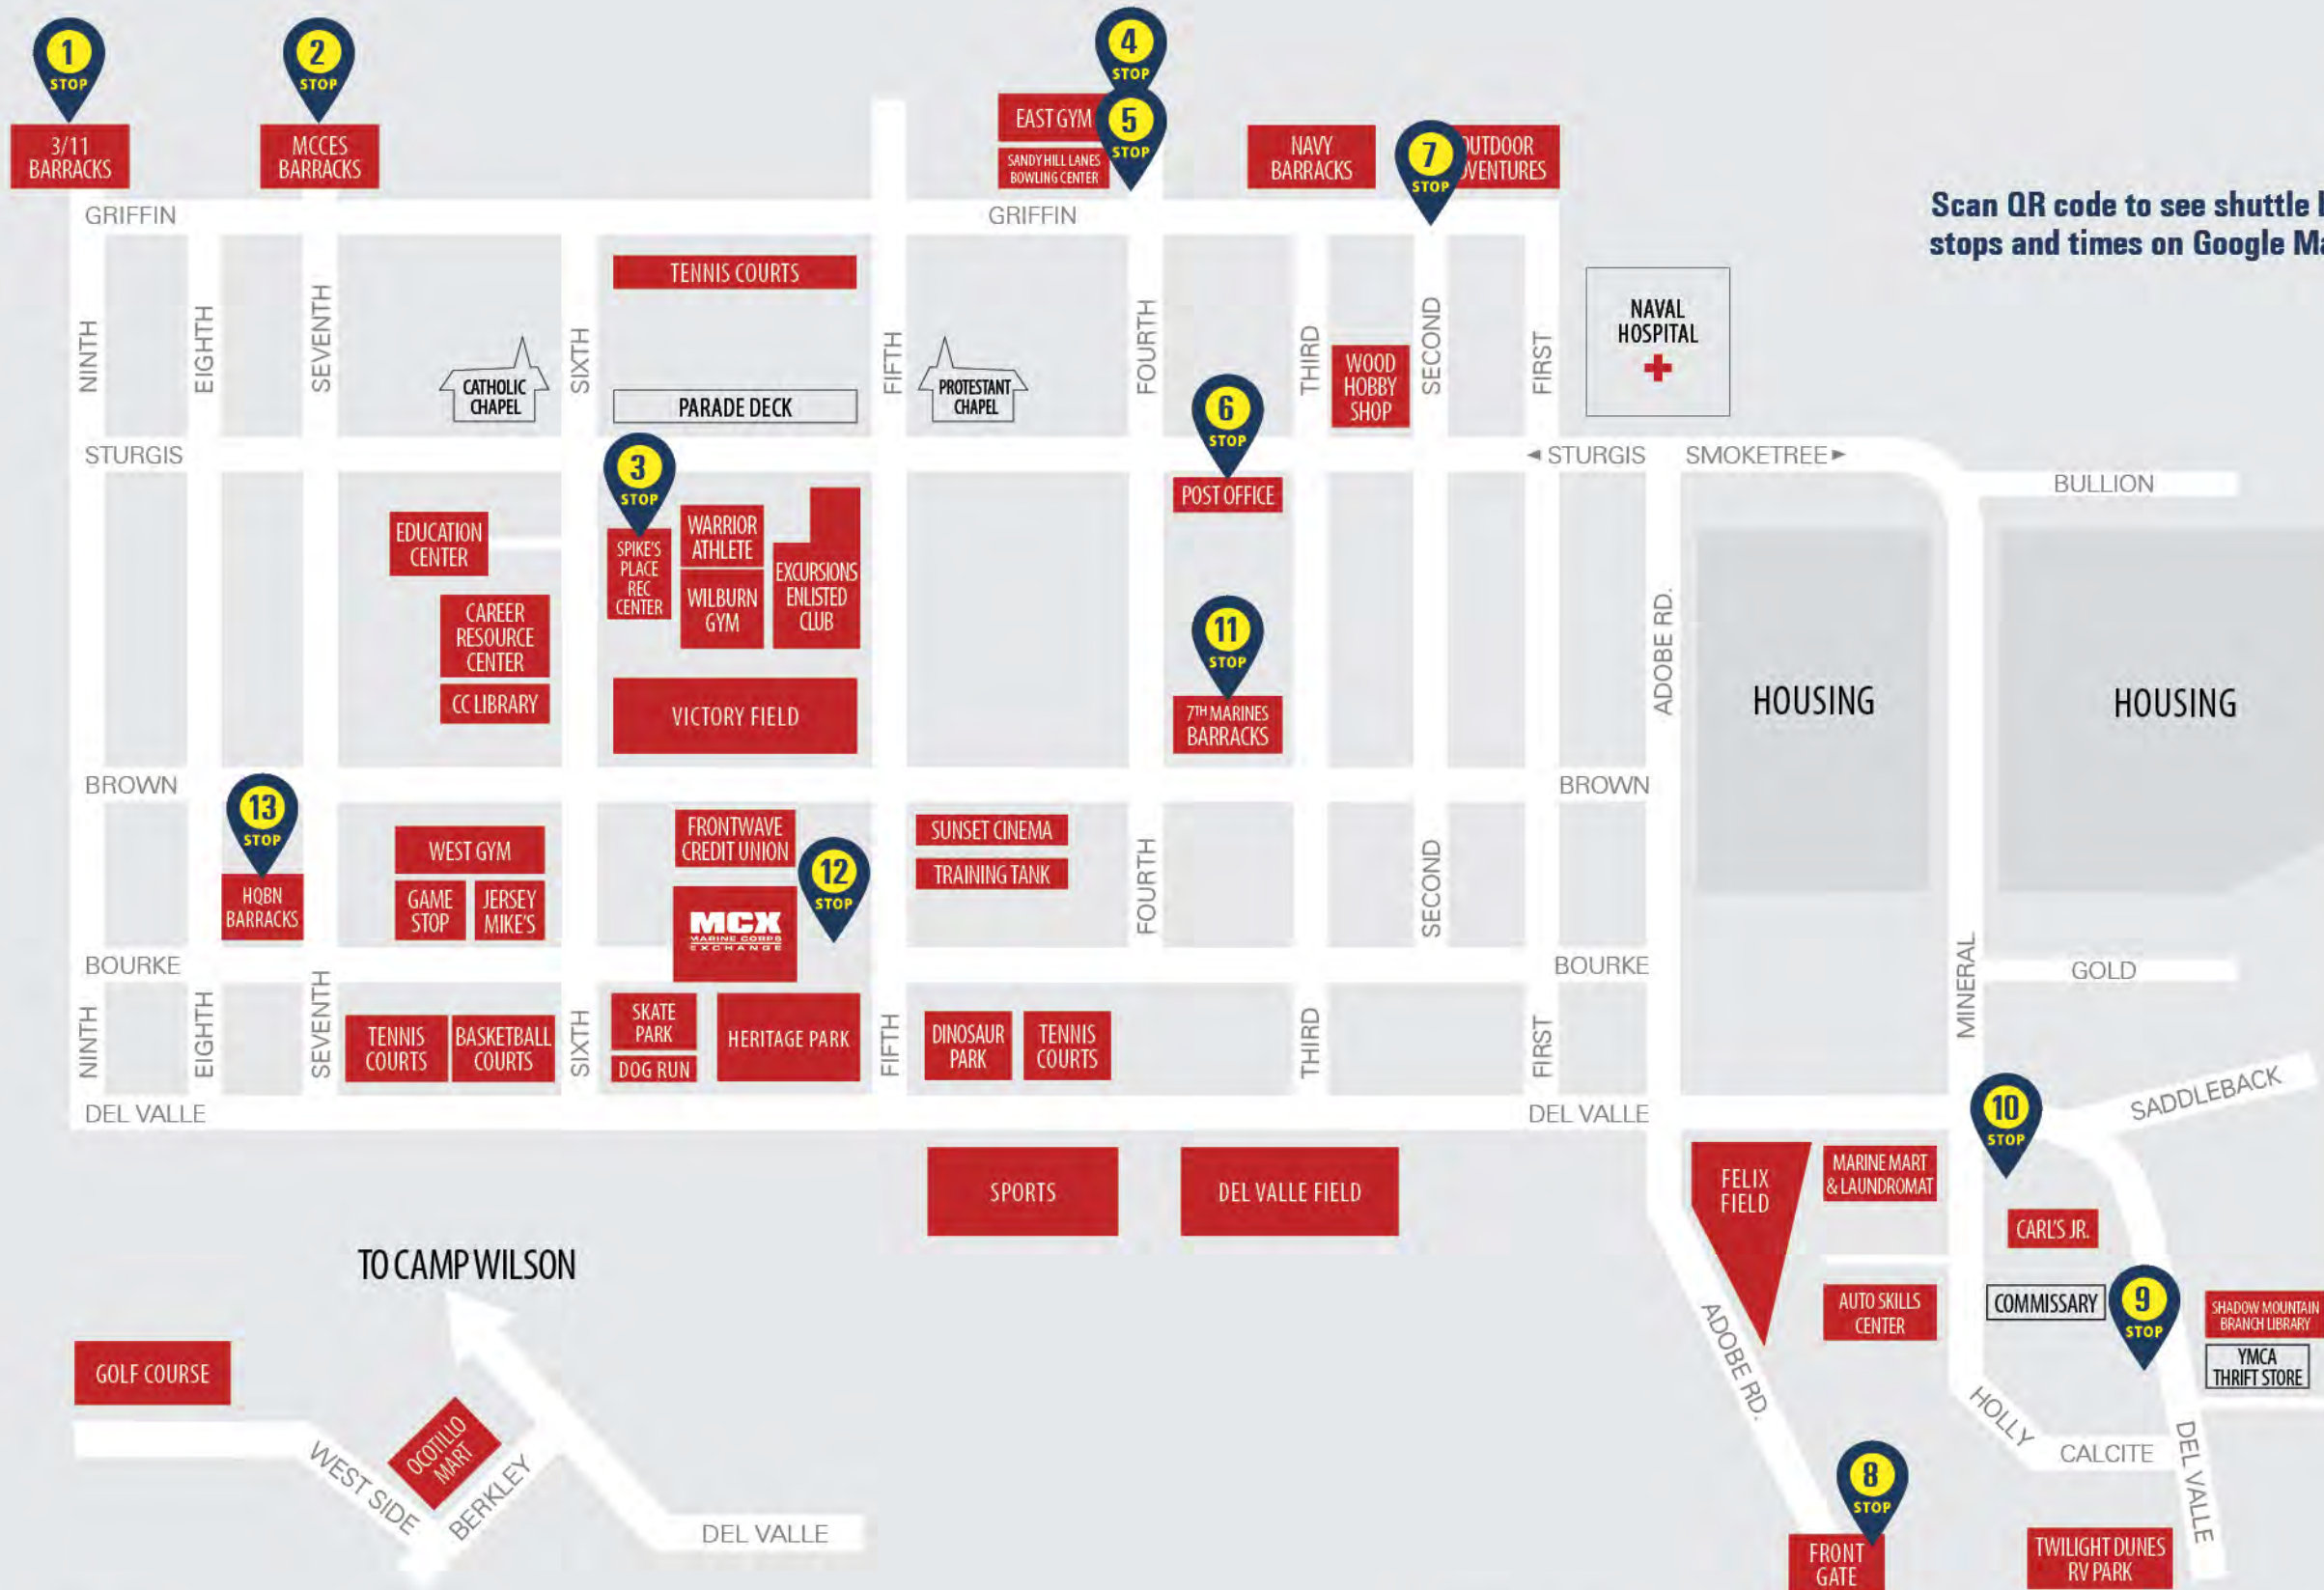 1
STOP
2
STOP
4
STOP
5
STOP
7
STOP
3/11
BARRACKS
MCCES
BARRACKS
EAST GYM
SANDY HILL LANES
BOWLING CENTER
NAVY
BARRACKS
OUTDOOR
ADVENTURES
Scan QR code to see shuttle
stops and times on Google
GRIFFIN
GRIFFIN
TENNIS COURTS
NAVAL
HOSPITAL
NINTH
EIGHTH
SEVENTH
SIXTH
FIFTH
FOURTH
THIRD
SECOND
FIRST
CATHOLIC
CHAPEL
PARADE DECK
PROTESTANT
CHAPEL
WOOD
HOBBY
SHOP
6
STOP
STURGIS
STURGIS
SMOKETREE
BULLION
3
STOP
POST OFFICE
EDUCATION
CENTER
SPIKE'S
PLACE
REC
CENTER
WARRIOR
ATHLETE
WILBURN
GYM
EXCURSIONS
ENLISTED
CLUB
CAREER
RESOURCE
CENTER
CC LIBRARY
VICTORY FIELD
11
STOP
7TH MARINES
BARRACKS
ADOBE RD.
HOUSING
HOUSING
BROWN
BROWN
13
STOP
HQBN
BARRACKS
WEST GYM
GAME
STOP
JERSEY
MIKE'S
FRONTWAVE
CREDIT UNION
MCX
MARINE CORPS
EXCHANGE
12
STOP
SUNSET CINEMA
TRAINING TANK
FOURTH
SECOND
BOURKE
BOURKE
MINERAL
GOLD
NINTH
EIGHTH
SEVENTH
TENNIS
COURTS
BASKETBALL
COURTS
SIXTH
SKATE
PARK
DOG RUN
HERITAGE PARK
FIFTH
DINOSAUR
PARK
TENNIS
COURTS
THIRD
FIRST
DEL VALLE
DEL VALLE
10
STOP
SADDLEBACK
SPORTS
DEL VALLE FIELD
FELIX
FIELD
MARINE MART
& LAUNDROMAT
CARL'S JR.
TO CAMP WILSON
AUTO SKILLS
CENTER
COMMISSARY
9
STOP
SHADOW MOUNTAIN
BRANCH LIBRARY
YMCA
THRIFT STORE
GOLF COURSE
OCOTILLO
MART
WEST SIDE
BERKLEY
DEL VALLE
ADOBE RD.
HOLLY
CALCITE
DEL VALLE
8
STOP
FRONT
GATE
TWILIGHT DUNES
RV PARK